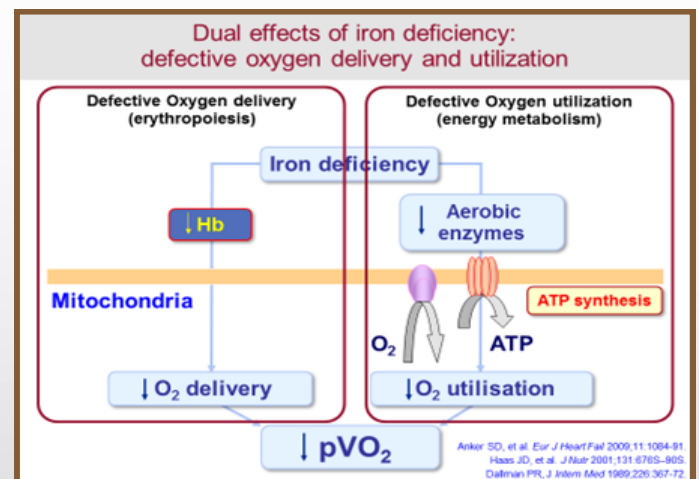 Dual effects of iron deficiency:
defective oxygen delivery and utilization
Defective Oxygen delivery
(erythropoiesis)
Defective Oxygen utilization
(energy metabolism)
Iron deficiency
↓ Hb
↓ Aerobic
enzymes
Mitochondria
ATP synthesis
O₂
ATP
↓ O₂ delivery
↓ O₂ utilisation
↓ pVO₂
Anker SD, et al. Eur J Heart Fail 2009;11:1084-91.
Haas JD, et al. J Nutr 2001;131:676S–90S.
Dallman PR, J Intern Med 1989;226:367-72.